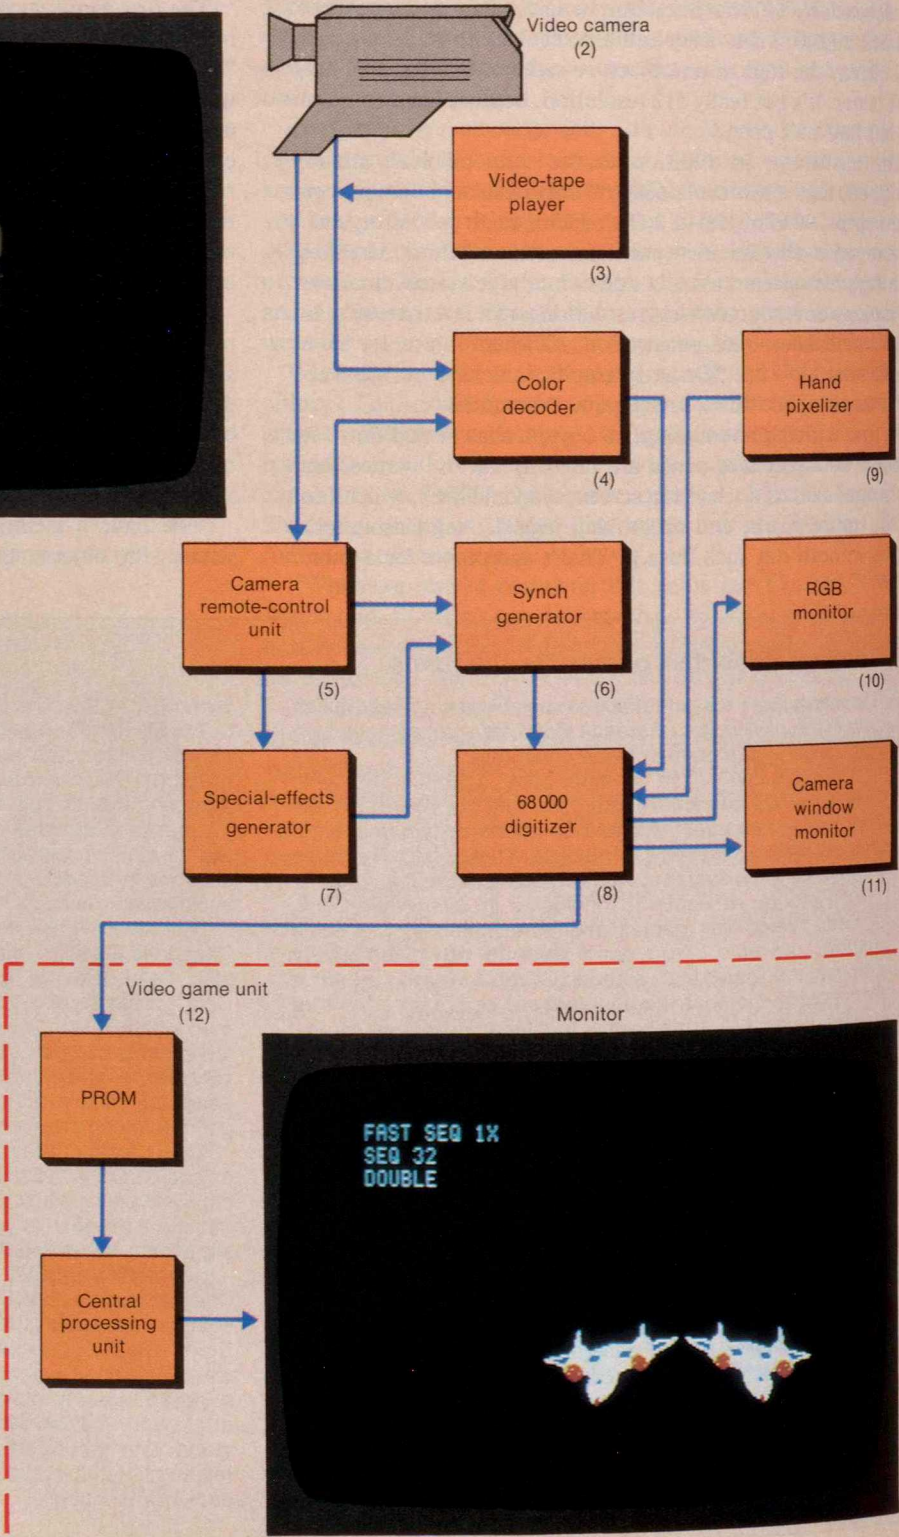 Video camera
(2)
Video-tape
player
(3)
Color
decoder
(4)
Hand
pixelizer
(9)
Camera
remote-control
unit
(5)
Synch
generator
(6)
RGB
monitor
(10)
Special-effects
generator
(7)
68000
digitizer
(8)
Camera
window
monitor
(11)
Video game unit
(12)
Monitor
PROM
FAST SEQ 1X
SEQ 32
DOUBLE
Central
processing
unit